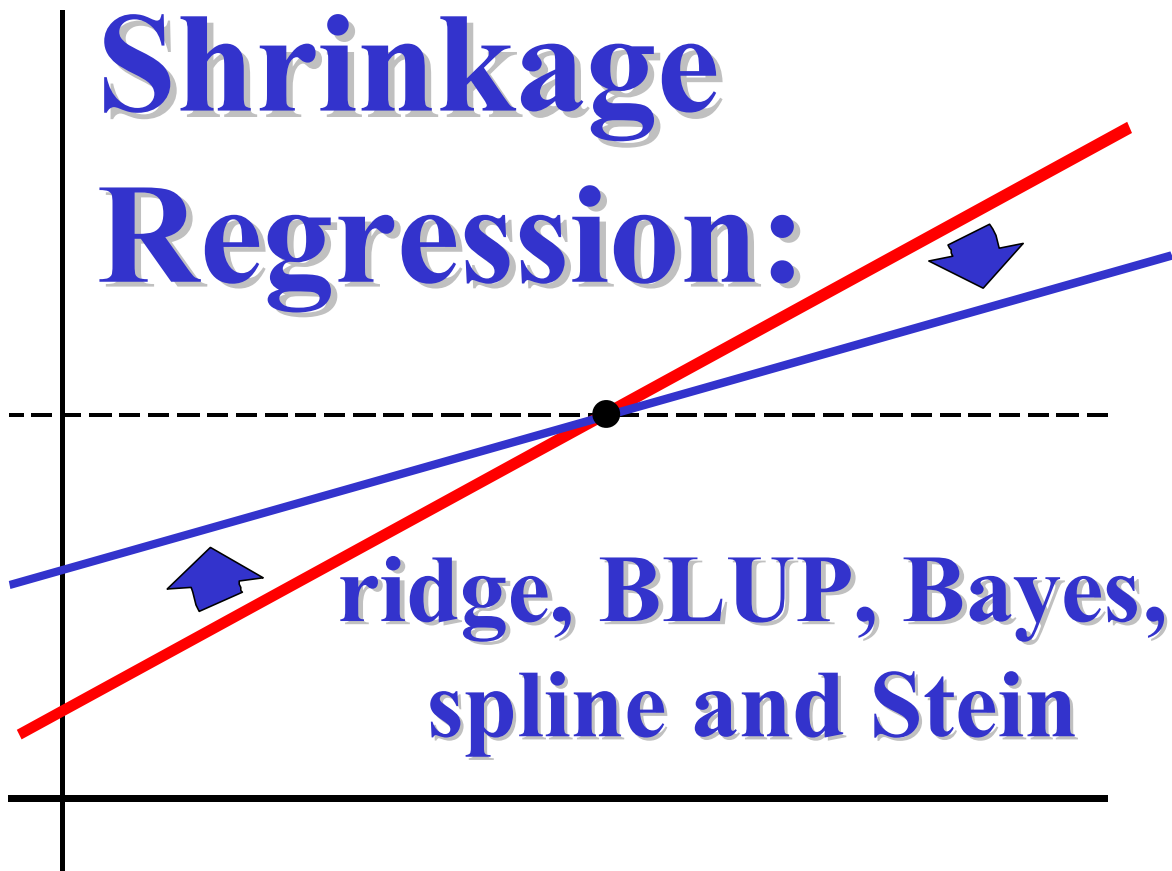 Shrinkage
Regression:
ridge, BLUP, Bayes,
spline and Stein